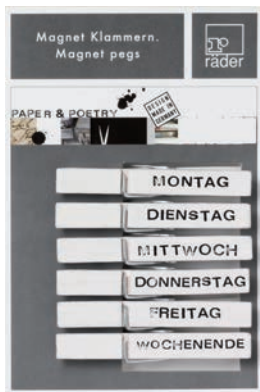 Magnet Klammern.
Magnet pegs
räder
PAPER & POETRY
DESIGN
MADE IN
GERMANY
MONTAG
DIENSTAG
MITTWOCH
DONNERSTAG
FREITAG
WOCHENENDE